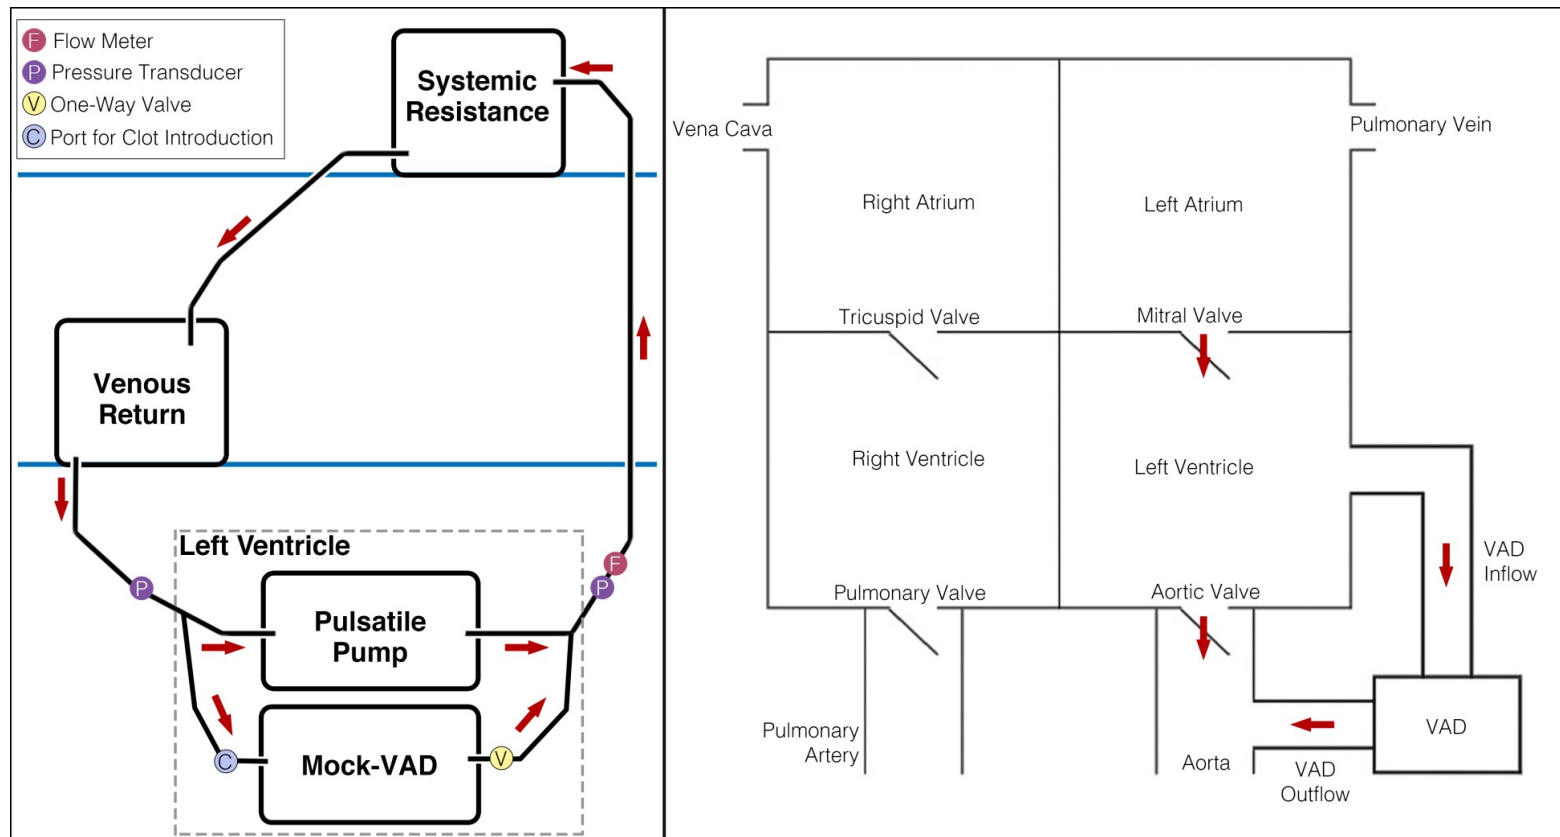 F Flow Meter
P Pressure Transducer
V One-Way Valve
C Port for Clot Introduction
Systemic
Resistance
Venous
Return
P
Left Ventricle
F
P
Pulsatile
Pump
C
Mock-VAD
V
Vena Cava
Pulmonary Vein
Right Atrium
Left Atrium
Tricuspid Valve
Mitral Valve
Right Ventricle
Left Ventricle
VAD
Inflow
Pulmonary Valve
Aortic Valve
Pulmonary
Artery
Aorta
VAD
Outflow
VAD